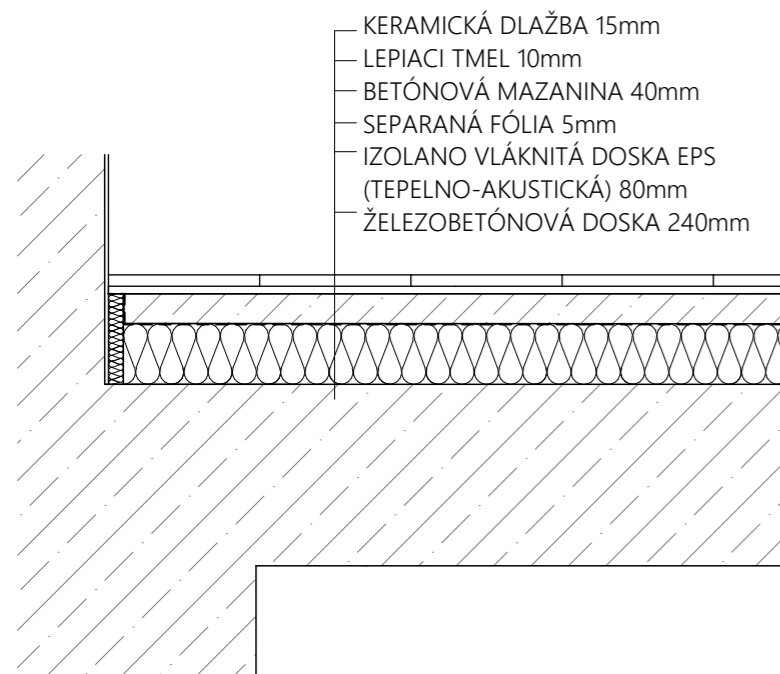 KERAMICKÁ DLAŽBA 15mm
LEPIACI TMEL 10mm
BETÓNOVÁ MAZANINA 40mm
SEPARANÁ FÓLIA 5mm
IZOLANO VLÁKNITÁ DOSKA EPS
(TEPELNO-AKUSTICKÁ) 80mm
ŽELEZOBETÓNOVÁ DOSKA 240mm